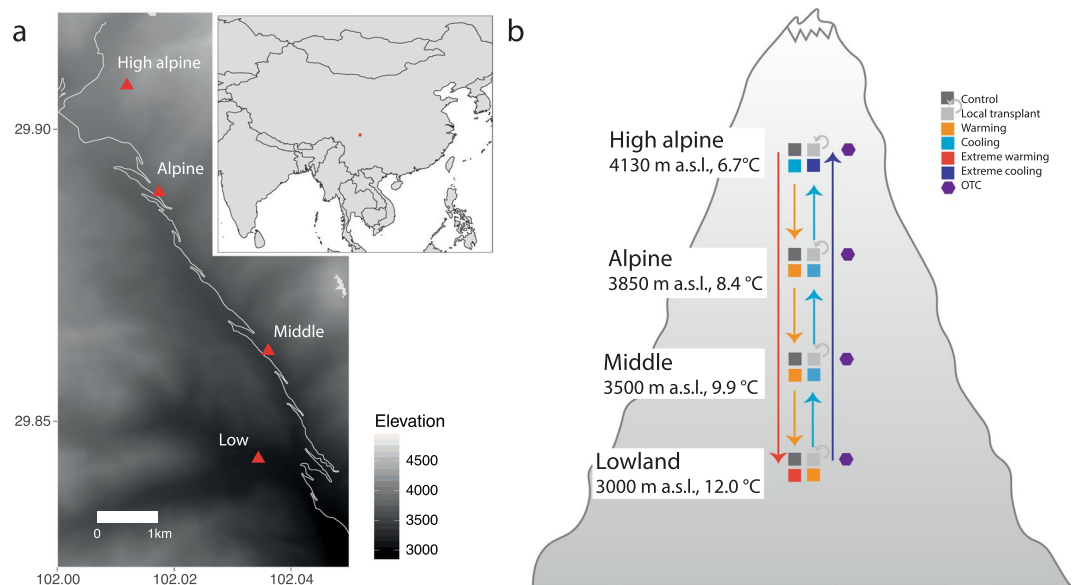 a
High alpine
29.90
Alpine
Middle
29.85
Low
0 1km
102.00 102.02 102.04
Elevation
4500
4000
3500
3000
b
Control
Local transplant
Warming
Cooling
Extreme warming
Extreme cooling
OTC
High alpine
4130 m a.s.l., 6.7°C
Alpine
3850 m a.s.l., 8.4 °C
Middle
3500 m a.s.l., 9.9 °C
Lowland
3000 m a.s.l., 12.0 °C